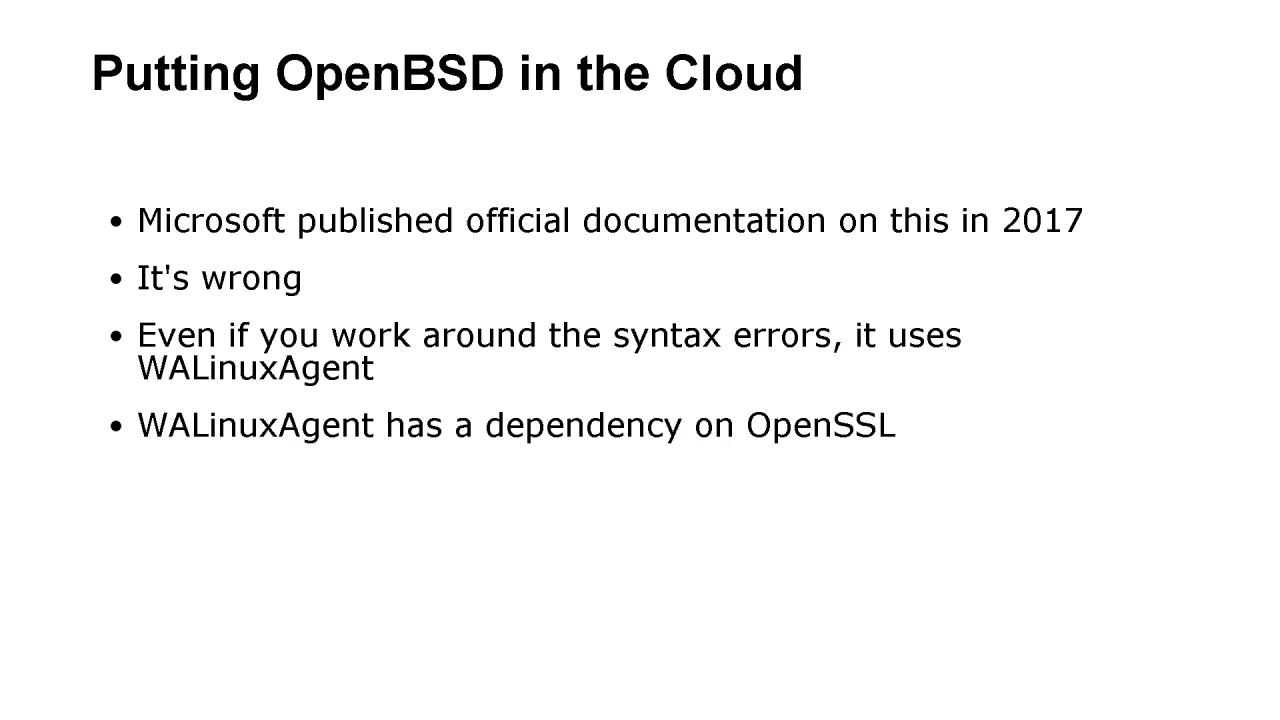 Putting OpenBSD in the Cloud
• Microsoft published official documentation on this in 2017
• It's wrong
• Even if you work around the syntax errors, it uses
WALinuxAgent
• WALinuxAgent has a dependency on OpenSSL